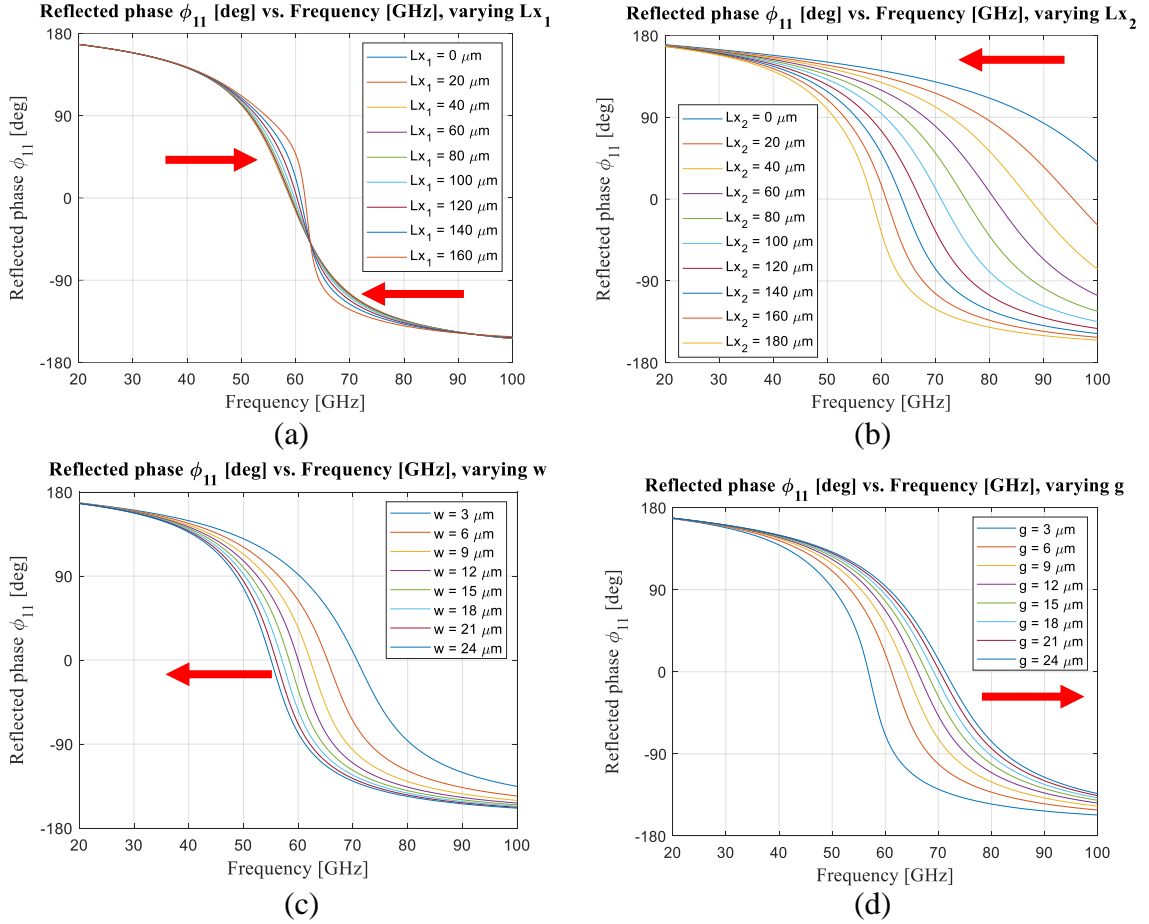 Reflected phase ϕ11 [deg] vs. Frequency [GHz], varying Lx1
180
90
0
-90
-180
Reflected phase ϕ11 [deg]
20 30 40 50 60 70 80 90 100
Frequency [GHz]
Lx1 = 0 μm
Lx1 = 20 μm
Lx1 = 40 μm
Lx1 = 60 μm
Lx1 = 80 μm
Lx1 = 100 μm
Lx1 = 120 μm
Lx1 = 140 μm
Lx1 = 160 μm
(a)
Reflected phase ϕ11 [deg] vs. Frequency [GHz], varying Lx2
180
90
0
-90
-180
Reflected phase ϕ11 [deg]
20 30 40 50 60 70 80 90 100
Frequency [GHz]
Lx2 = 0 μm
Lx2 = 20 μm
Lx2 = 40 μm
Lx2 = 60 μm
Lx2 = 80 μm
Lx2 = 100 μm
Lx2 = 120 μm
Lx2 = 140 μm
Lx2 = 160 μm
Lx2 = 180 μm
(b)
Reflected phase ϕ11 [deg] vs. Frequency [GHz], varying w
180
90
0
-90
-180
Reflected phase ϕ11 [deg]
20 30 40 50 60 70 80 90 100
Frequency [GHz]
w = 3 μm
w = 6 μm
w = 9 μm
w = 12 μm
w = 15 μm
w = 18 μm
w = 21 μm
w = 24 μm
(c)
Reflected phase ϕ11 [deg] vs. Frequency [GHz], varying g
180
90
0
-90
-180
Reflected phase ϕ11 [deg]
20 30 40 50 60 70 80 90 100
Frequency [GHz]
g = 3 μm
g = 6 μm
g = 9 μm
g = 12 μm
g = 15 μm
g = 18 μm
g = 21 μm
g = 24 μm
(d)